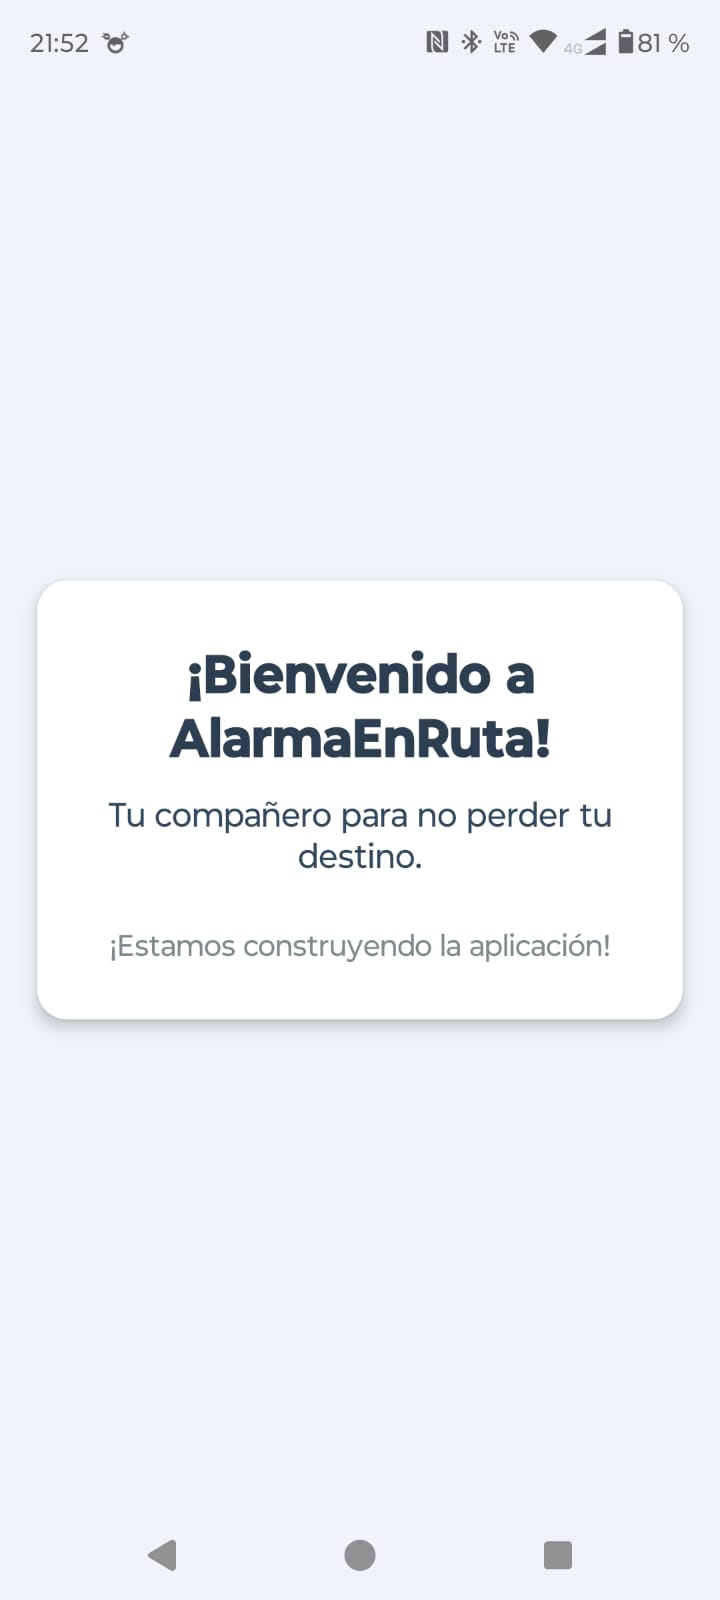 21:52
Vo LTE 4G 81 %
¡Bienvenido a
AlarmaEnRuta!
Tu compañero para no perder tu
destino.
¡Estamos construyendo la aplicación!